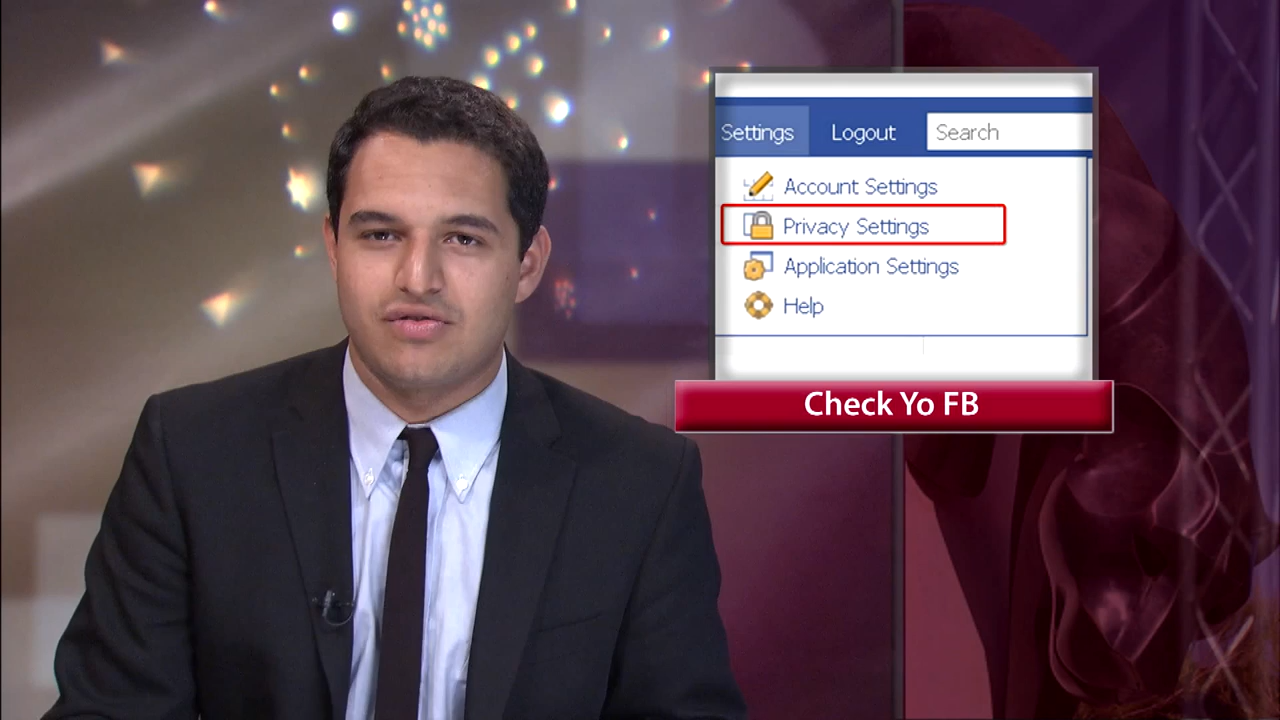 Settings Logout Search
Account Settings
Privacy Settings
Application Settings
Help
Check Yo FB